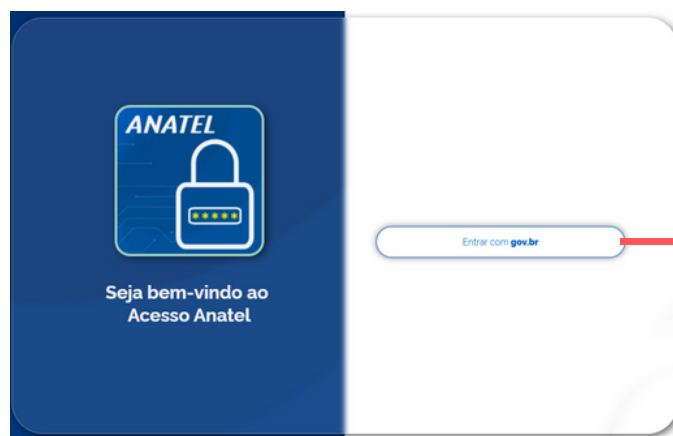 ANATEL
*****
Seja bem-vindo ao
Acesso Anatel
Entrar com gov.br